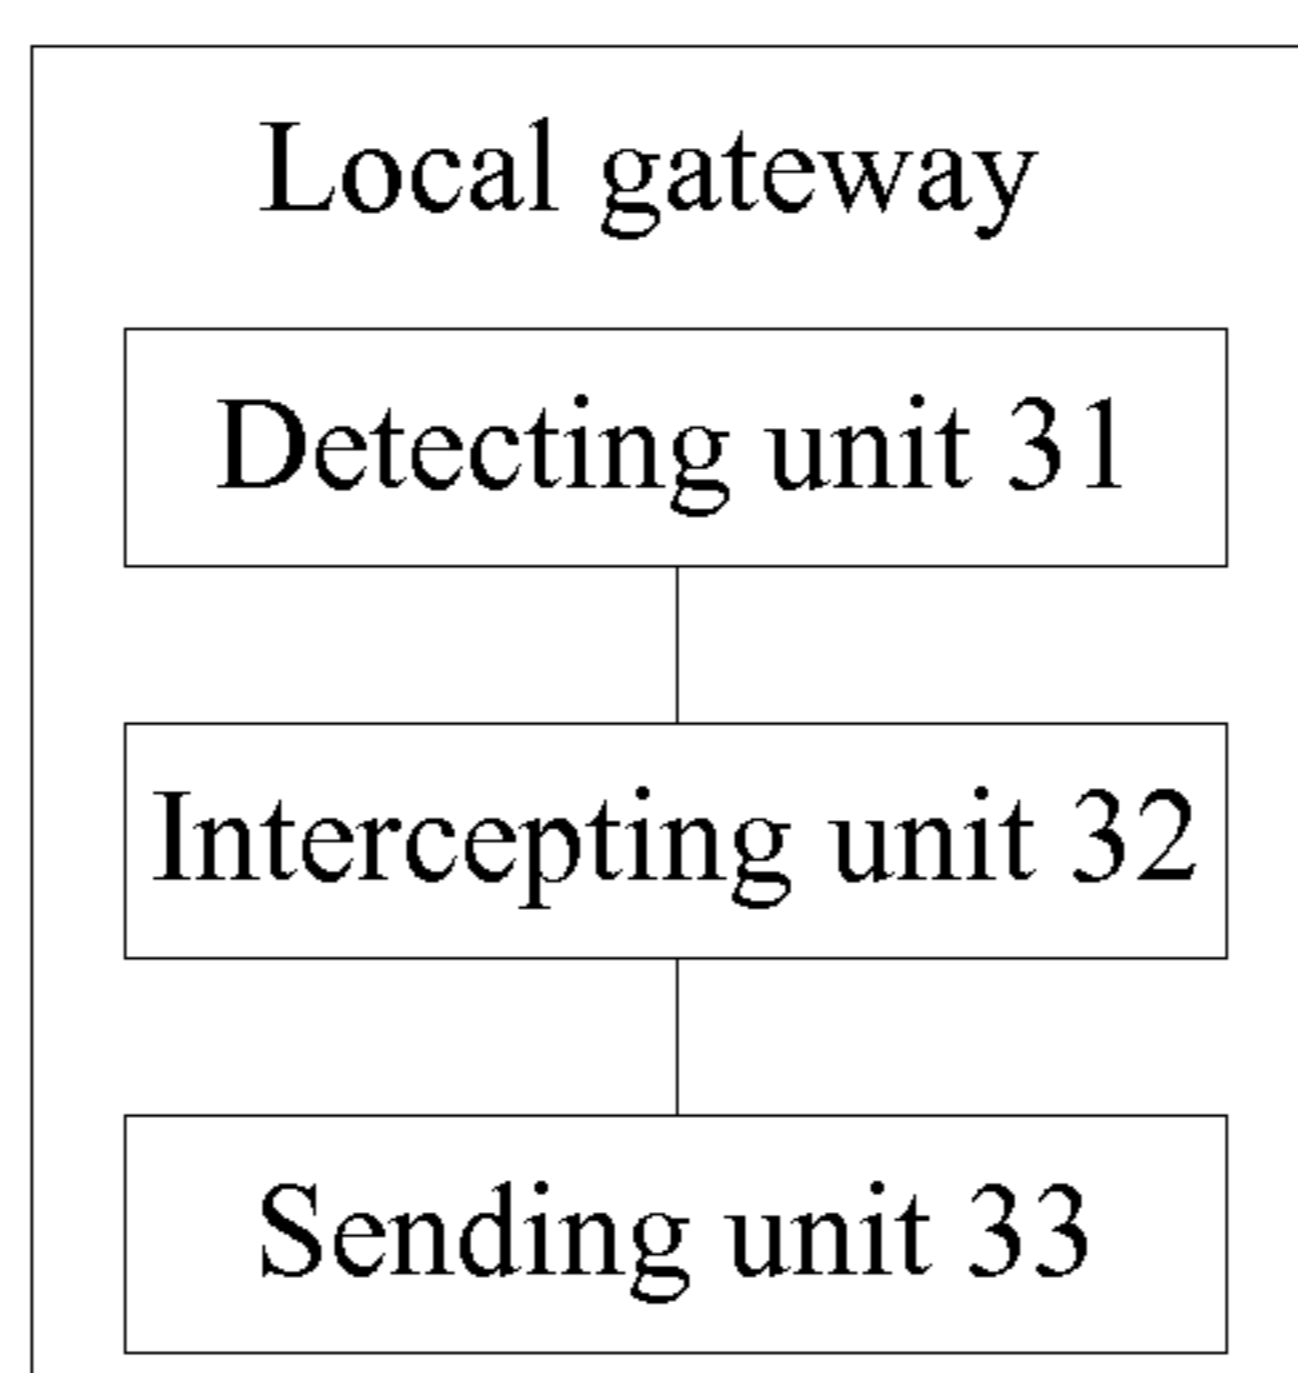 Local gateway
Detecting unit 31
Intercepting unit 32
Sending unit 33